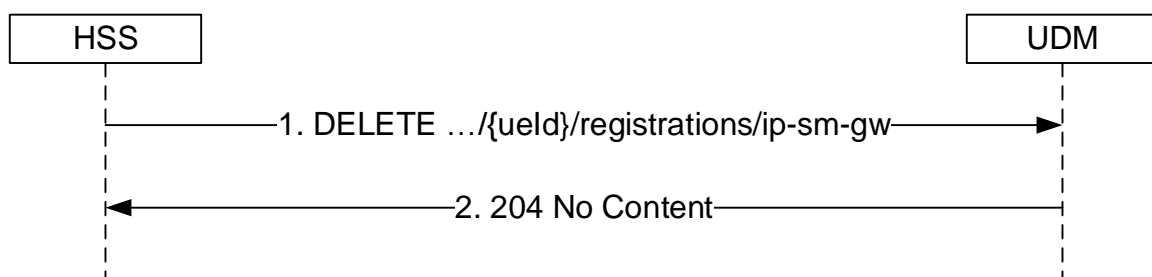 HSS
UDM
1. DELETE …/{ueId}/registrations/ip-sm-gw
2. 204 No Content